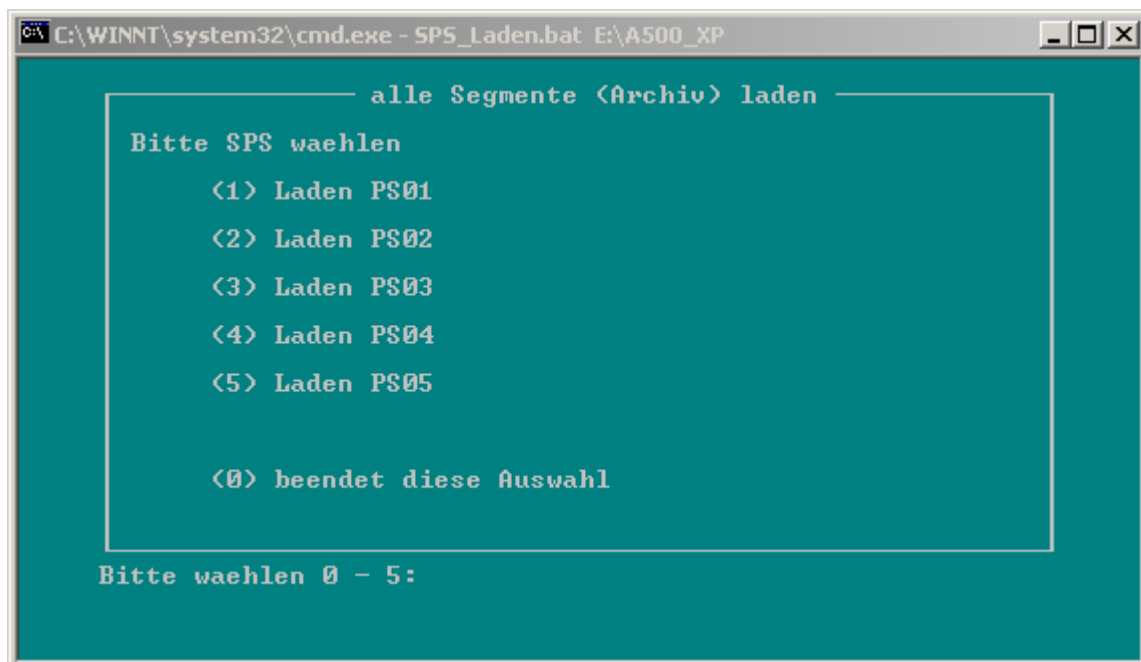 C:\WINNT\system32\cmd.exe - SPS_Laden.bat E:\A500_XP
alle Segmente (Archiv) laden
Bitte SPS waehlen
(1) Laden PS01
(2) Laden PS02
(3) Laden PS03
(4) Laden PS04
(5) Laden PS05
(0) beendet diese Auswahl
Bitte waehlen 0 - 5: